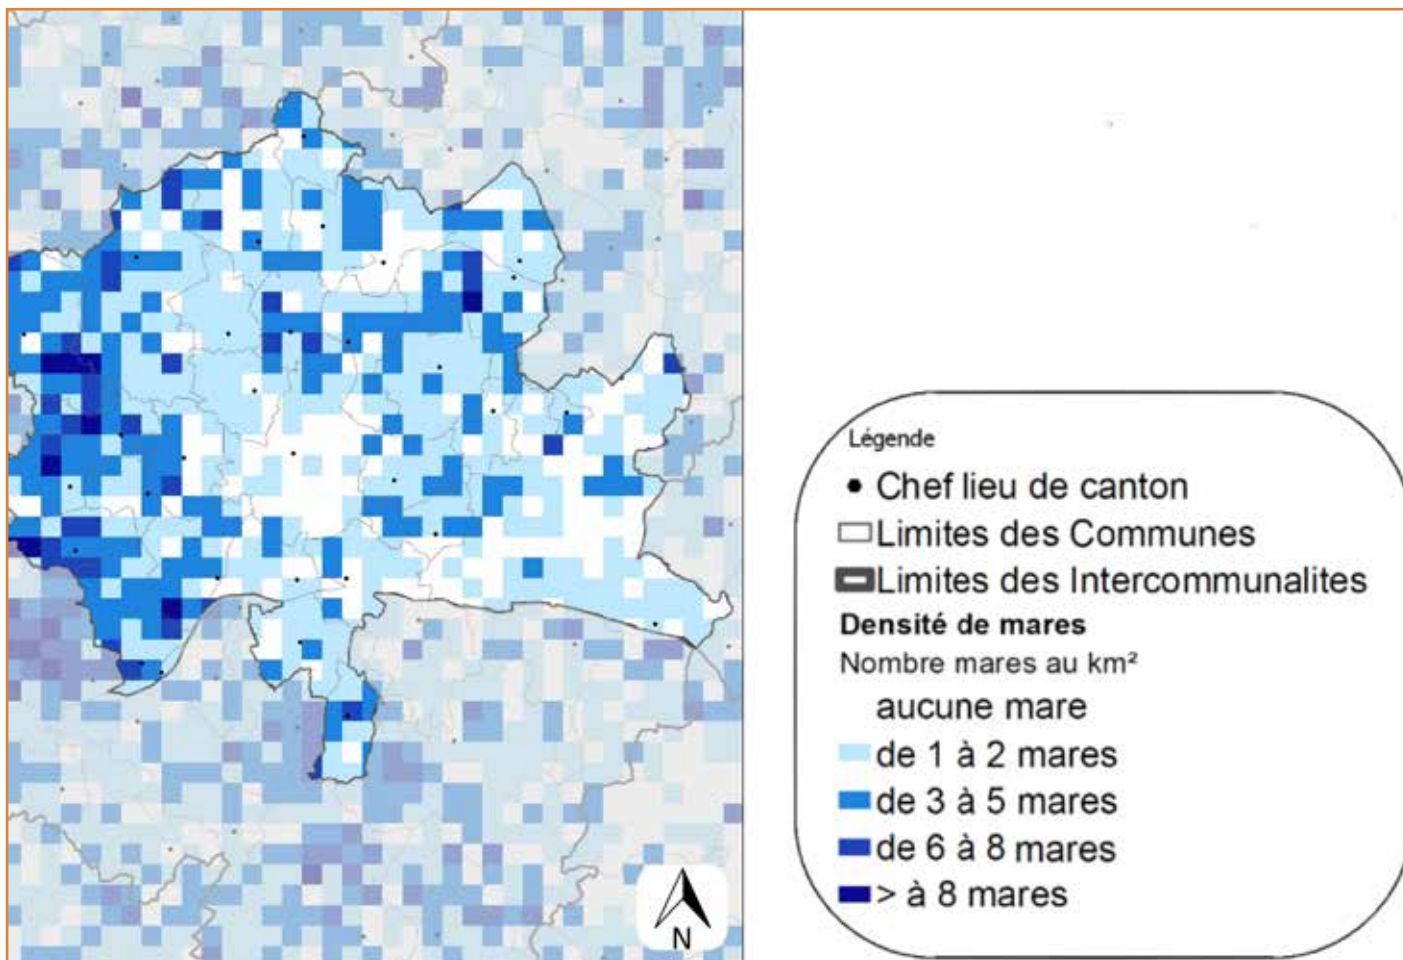 Légende
Chef lieu de canton
Limites des Communes
Limites des Intercommunalites
Densité de mares
Nombre mares au km²
aucune mare
de 1 à 2 mares
de 3 à 5 mares
de 6 à 8 mares
> à 8 mares
N